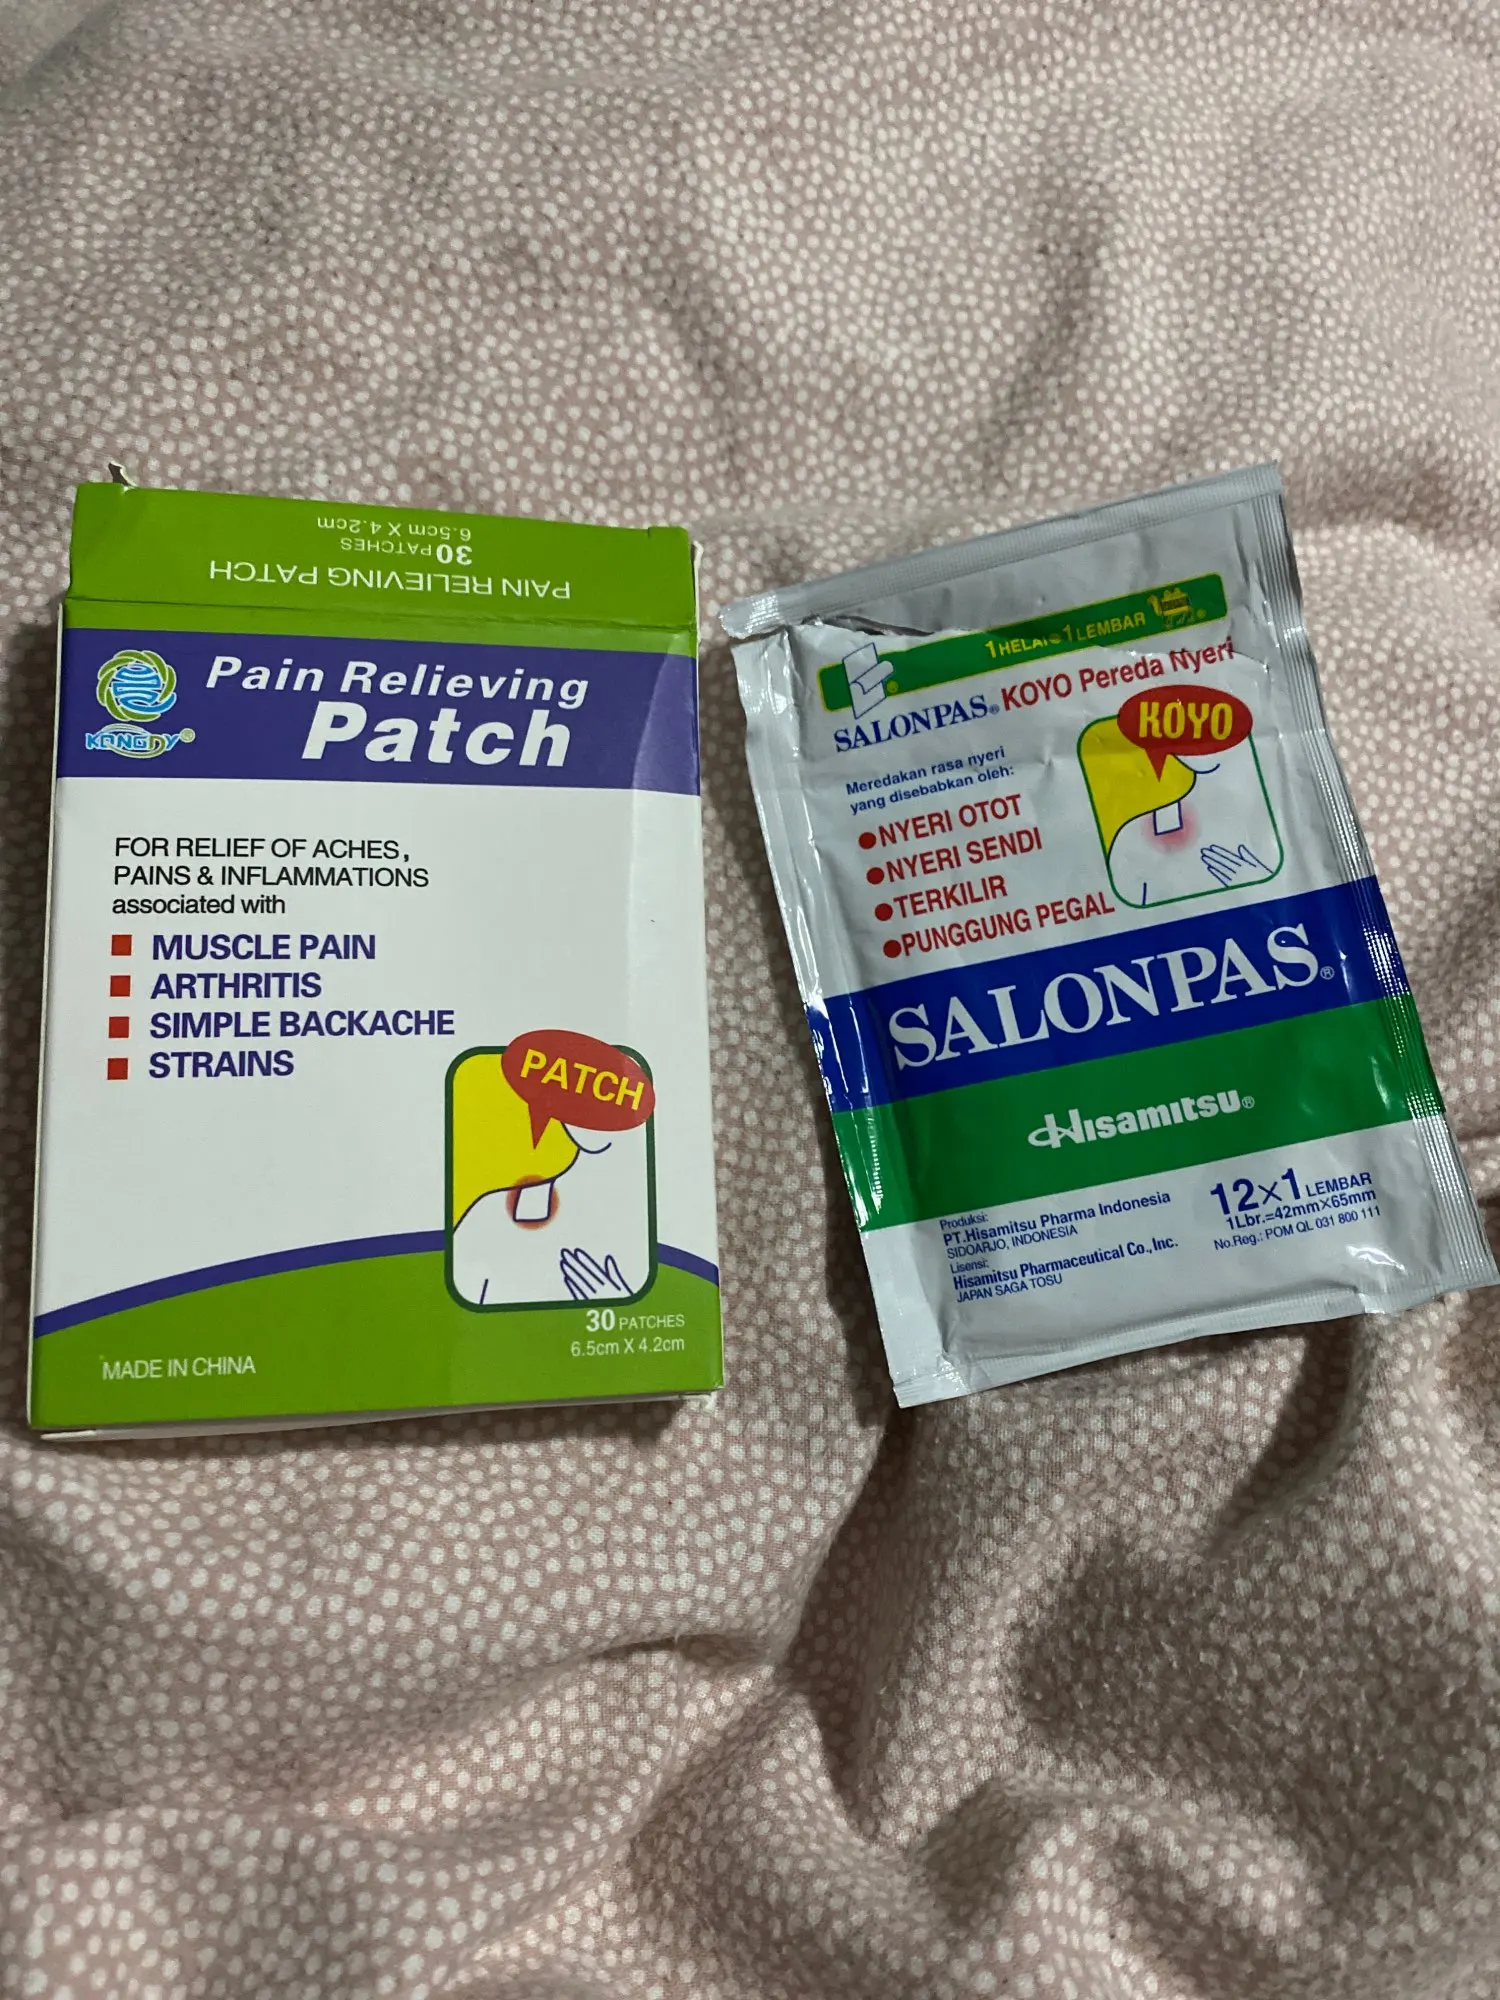 6.5cm X 4.2cm
30 PATCHES
PAIN RELIEVING PATCH
KONGDY®
Pain Relieving
Patch
FOR RELIEF OF ACHES,
PAINS & INFLAMMATIONS
associated with
MUSCLE PAIN
ARTHRITIS
SIMPLE BACKACHE
STRAINS
PATCH
30 PATCHES
6.5cm X 4.2cm
MADE IN CHINA
1 LEMBAR
SALONPAS® KOYO Pereda Nyeri
KOYO
Meredakan rasa nyeri
yang disebabkan oleh:
●NYERI OTOT
●NYERI SENDI
●TERKILIR
●PUNGGUNG PEGAL
SALONPAS®
Hisamitsu®
Produksi:
PT.Hisamitsu Pharma Indonesia
SIDOARJO, INDONESIA
Lisensi:
Hisamitsu Pharmaceutical Co., Inc.
JAPAN SAGA TOSU
12×1 LEMBAR
1Lbr.=42mm×65mm
No.Reg.: POM QL 031 800 111